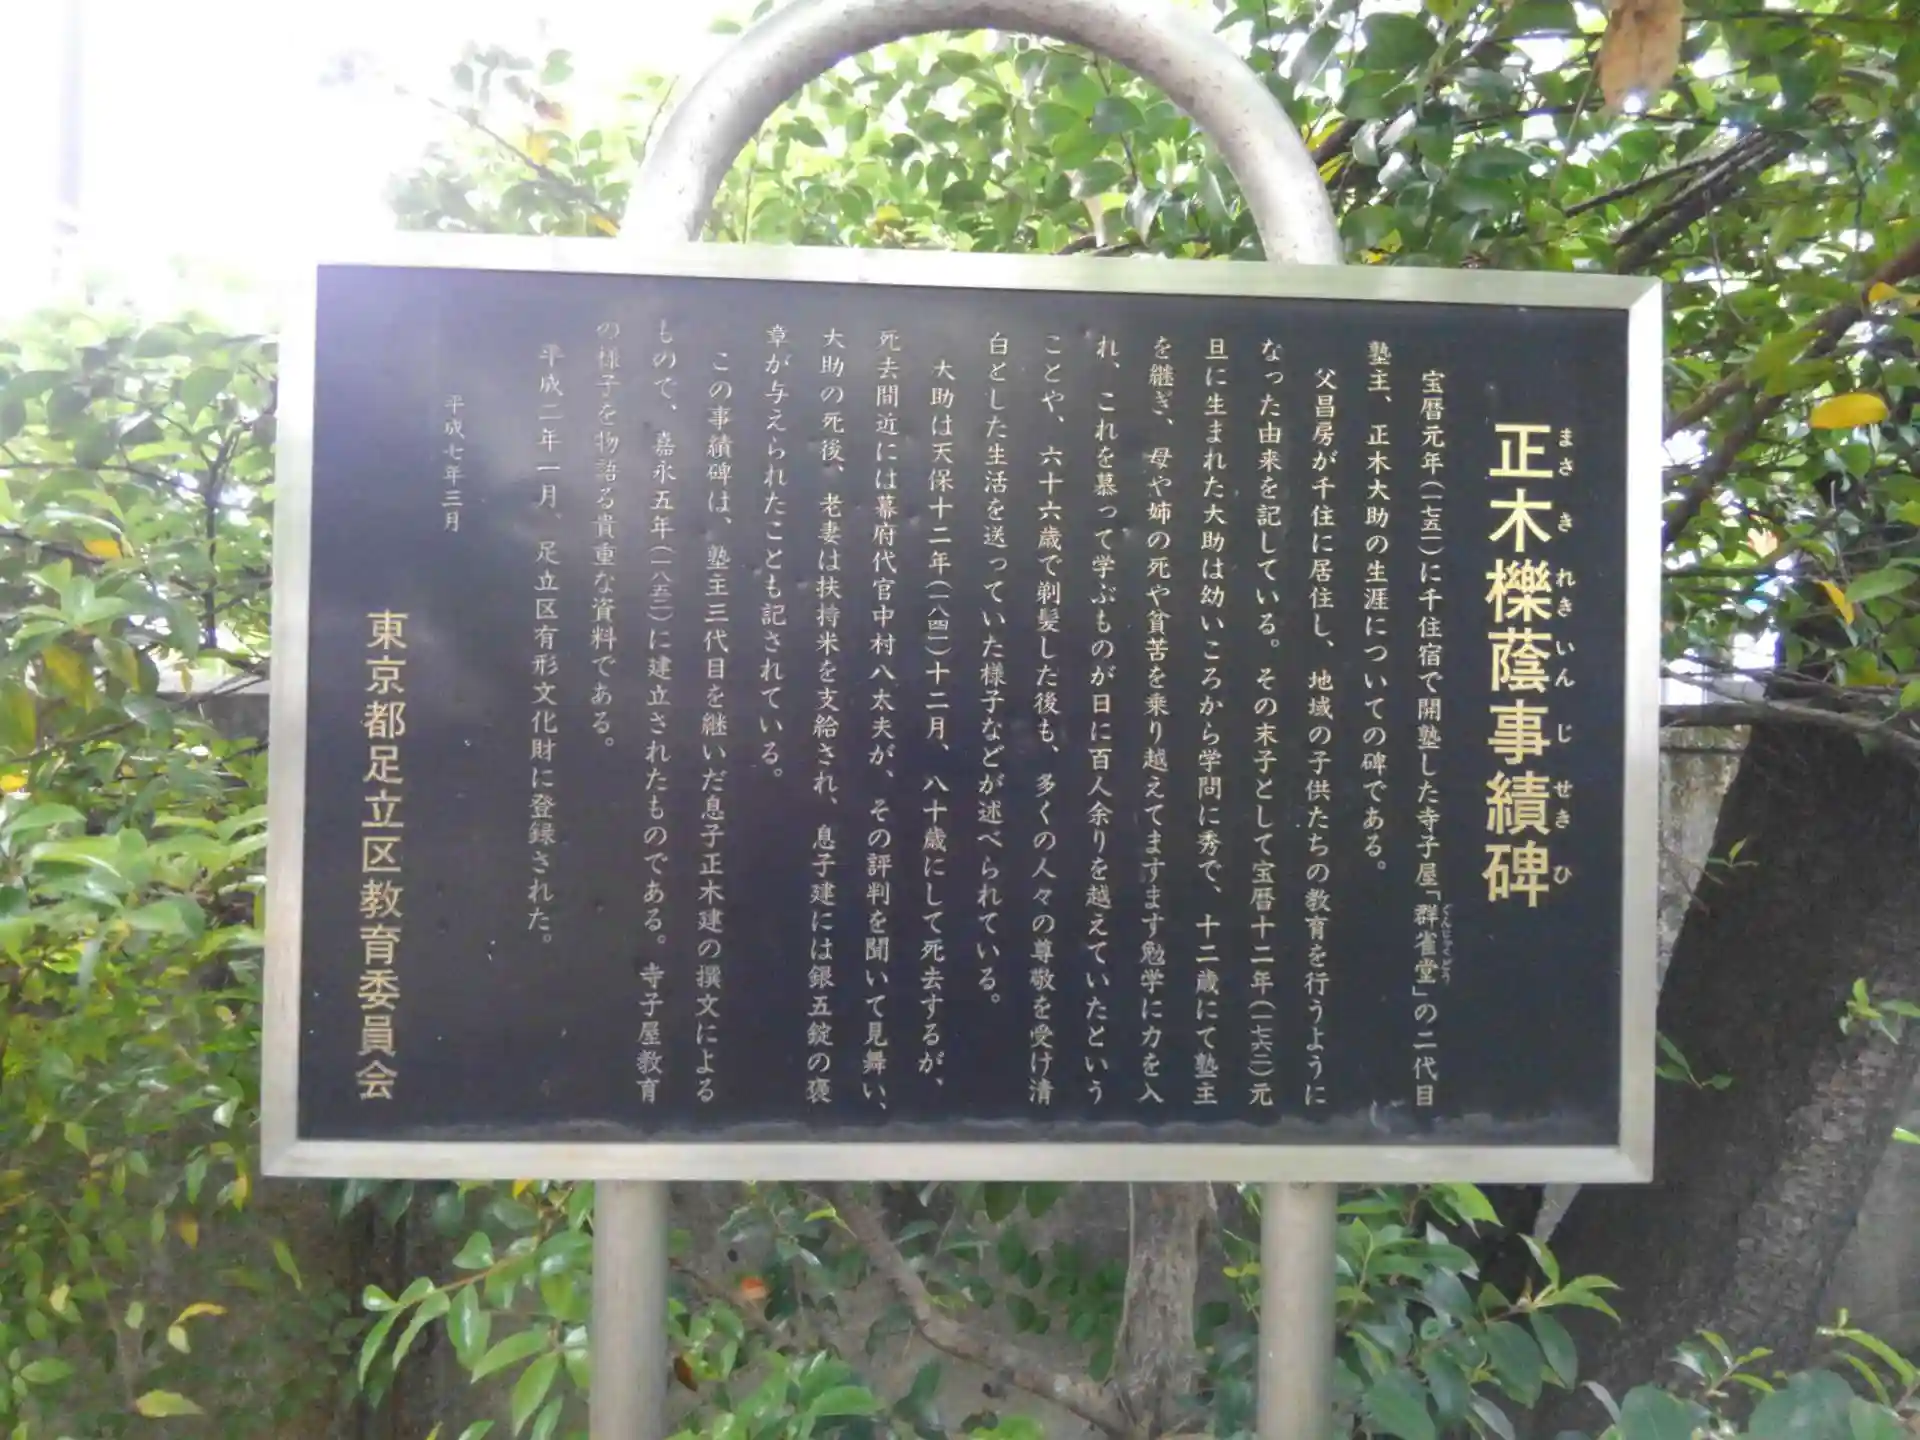 正木櫟蔭事績碑
まさきれきいんじせきひ
宝暦元年(一七五一)に千住宿で開塾した寺子屋「群雀堂」の二代目
ぐんじゃくどう
塾主、正木大助の生涯についての碑である。
父昌房が千住に居住し、地域の子供たちの教育を行うように
なった由来を記している。その末子として宝暦十二年(一七六二)元
旦に生まれた大助は幼いころから学問に秀で、十二歳にて塾主
を継ぎ、母や姉の死や貧苦を乗り越えてますます勉学に力を入
れ、これを慕って学ぶものが日に百人余りを越えていたという
ことや、六十六歳で剃髪した後も、多くの人々の尊敬を受け清
白とした生活を送っていた様子などが述べられている。
大助は天保十二年(一八四一)十二月、八十歳にして死去するが、
死去間近には幕府代官中村八太夫が、その評判を聞いて見舞い、
大助の死後、老妻は扶持米を支給され、息子建には銀五錠の褒
章が与えられたことも記されている。
この事績碑は、塾主三代目を継いだ息子正木建の撰文による
もので、嘉永五年(一八五二)に建立されたものである。寺子屋教育
の様子を物語る貴重な資料である。
平成二年一月、足立区有形文化財に登録された。
平成七年三月
東京都足立区教育委員会